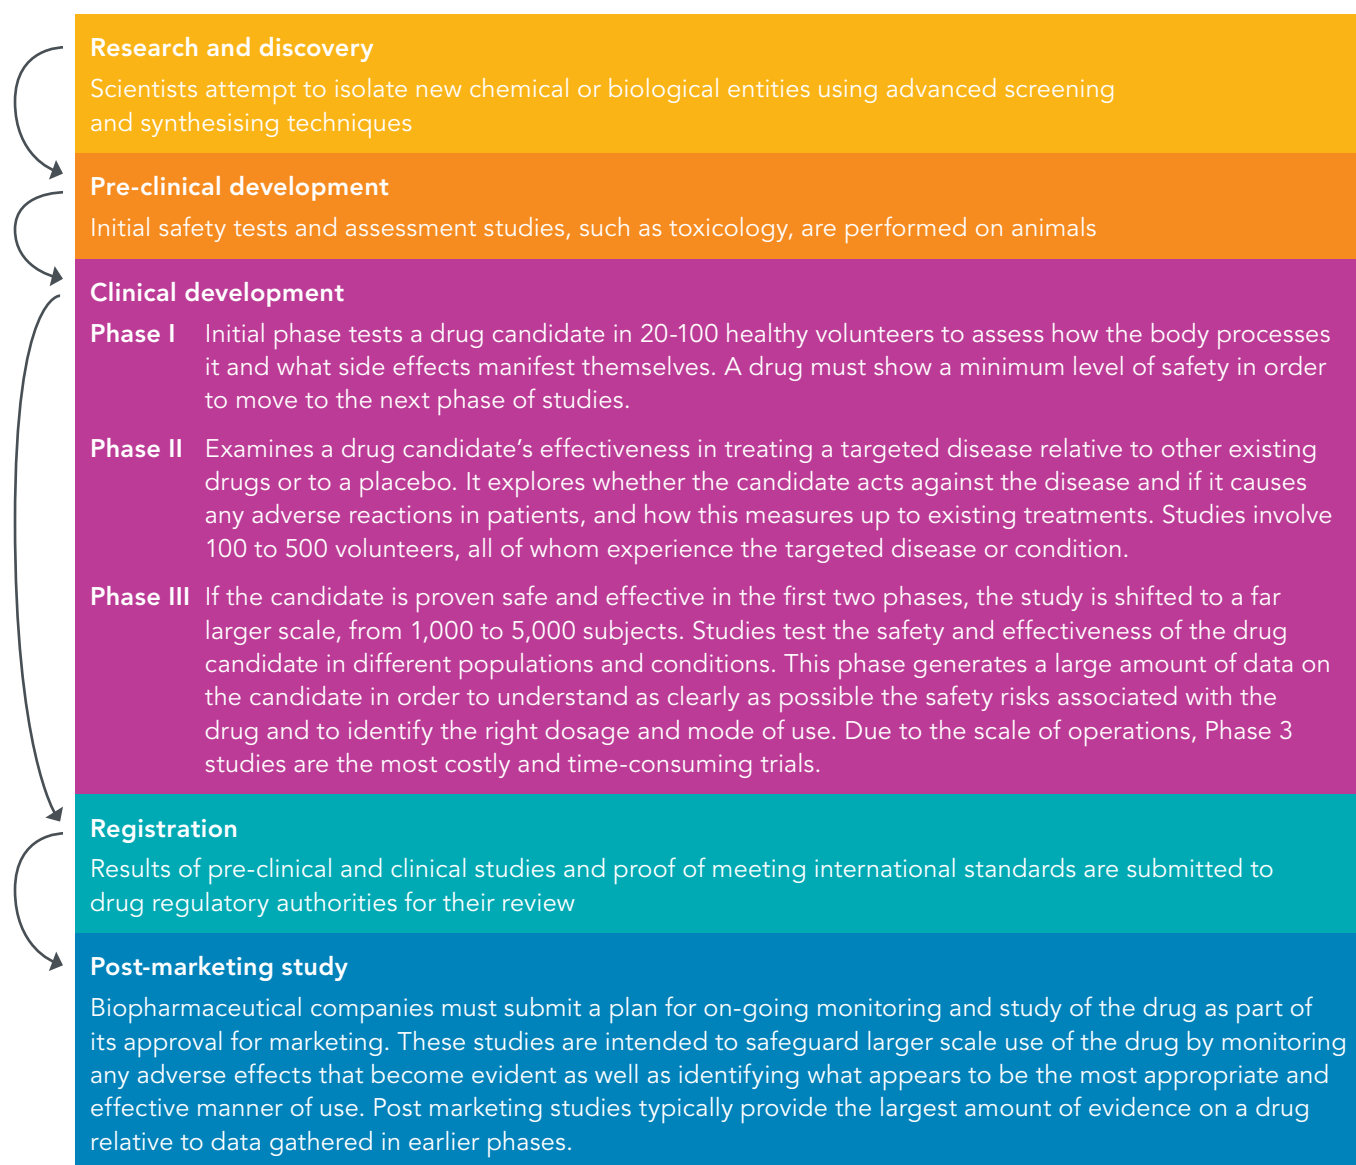 Research and discovery
Scientists attempt to isolate new chemical or biological entities using advanced screening
and synthesising techniques
Pre-clinical development
Initial safety tests and assessment studies, such as toxicology, are performed on animals
Clinical development
Phase I Initial phase tests a drug candidate in 20-100 healthy volunteers to assess how the body processes
it and what side effects manifest themselves. A drug must show a minimum level of safety in order
to move to the next phase of studies.
Phase II Examines a drug candidate’s effectiveness in treating a targeted disease relative to other existing
drugs or to a placebo. It explores whether the candidate acts against the disease and if it causes
any adverse reactions in patients, and how this measures up to existing treatments. Studies involve
100 to 500 volunteers, all of whom experience the targeted disease or condition.
Phase III If the candidate is proven safe and effective in the first two phases, the study is shifted to a far
larger scale, from 1,000 to 5,000 subjects. Studies test the safety and effectiveness of the drug
candidate in different populations and conditions. This phase generates a large amount of data on
the candidate in order to understand as clearly as possible the safety risks associated with the
drug and to identify the right dosage and mode of use. Due to the scale of operations, Phase 3
studies are the most costly and time-consuming trials.
Registration
Results of pre-clinical and clinical studies and proof of meeting international standards are submitted to
drug regulatory authorities for their review
Post-marketing study
Biopharmaceutical companies must submit a plan for on-going monitoring and study of the drug as part of
its approval for marketing. These studies are intended to safeguard larger scale use of the drug by monitoring
any adverse effects that become evident as well as identifying what appears to be the most appropriate and
effective manner of use. Post marketing studies typically provide the largest amount of evidence on a drug
relative to data gathered in earlier phases.